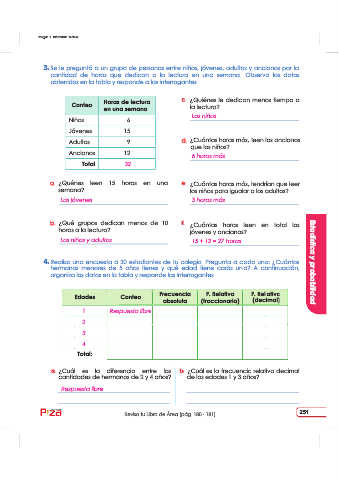 3. Se le preguntó a un grupo de personas entre niños, jóvenes, adultos y ancianos por la
cantidad de horas que dedican a la lectura en una semana. Observa los datos
obtenidos en la tabla y responde a los interrogantes.
Conteo Horas de lectura
en una semana
Niños 6
Jóvenes 15
Adultos 9
Ancianos 12
Total 32
c. ¿Quiénes le dedican menos tiempo a
la lectura?
Los niños
d. ¿Cuántas horas más, leen los ancianos
que los niños?
6 horas más
a. ¿Quiénes leen 15 horas en una
semana?
Los jóvenes
e. ¿Cuántas horas más, tendrían que leer
los niños para igualar a los adultos?
3 horas más
b. ¿Qué grupos dedican menos de 10
horas a la lectura?
Los niños y adultos
f. ¿Cuántas horas leen en total los
jóvenes y ancianos?
15 + 12 = 27 horas
Estadística y probabilidad
4. Realiza una encuesta a 30 estudiantes de tu colegio. Pregunta a cada uno: ¿Cuántos
hermanos menores de 5 años tienes y qué edad tiene cada uno? A continuación,
organiza los datos en la tabla y responde los interrogantes.
Edades Conteo Frecuencia
absoluta F. Relativa
(fraccionaria) F. Relativa
(decimal)
1 Respuesta libre
2
3
4
Total:
a. ¿Cuál es la diferencia entre las
cantidades de hermanos de 2 y 4 años?
Respuesta libre
b. ¿Cuál es la frecuencia relativa decimal
de las edades 1 y 3 años?
Revisa tu Libro de Área (pág. 180 - 181)
251